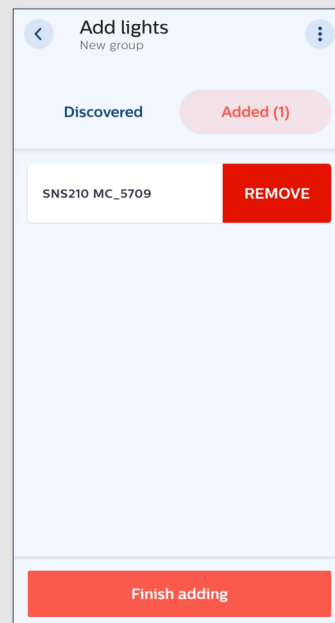 Add lights
New group
Discovered
Added (1)
SNS210 MC_5709
REMOVE
Finish adding